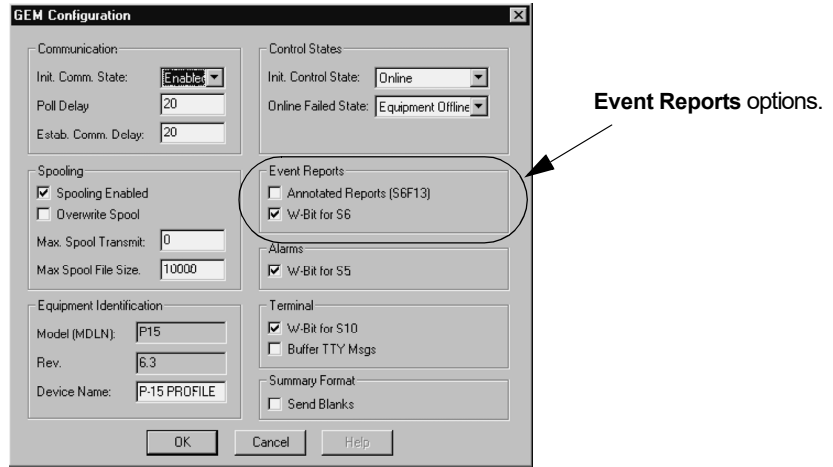 GEM Configuration
Communication
Init. Comm. State: Enabled
Poll Delay 20
Estab. Comm. Delay: 20
Control States
Init. Control State: Online
Online Failed State: Equipment Offline
Event Reports options.
Spooling
Spooling Enabled
Overwrite Spool
Max. Spool Transmit: 0
Max Spool File Size. 10000
Event Reports
Annotated Reports (S6F13)
W-Bit for S6
Alarms
W-Bit for S5
Equipment Identification
Model (MDLN): P15
Rev. 6.3
Device Name: P-15 PROFILE
Terminal
W-Bit for S10
Buffer TTY Msgs
Summary Format
Send Blanks
OK Cancel Help